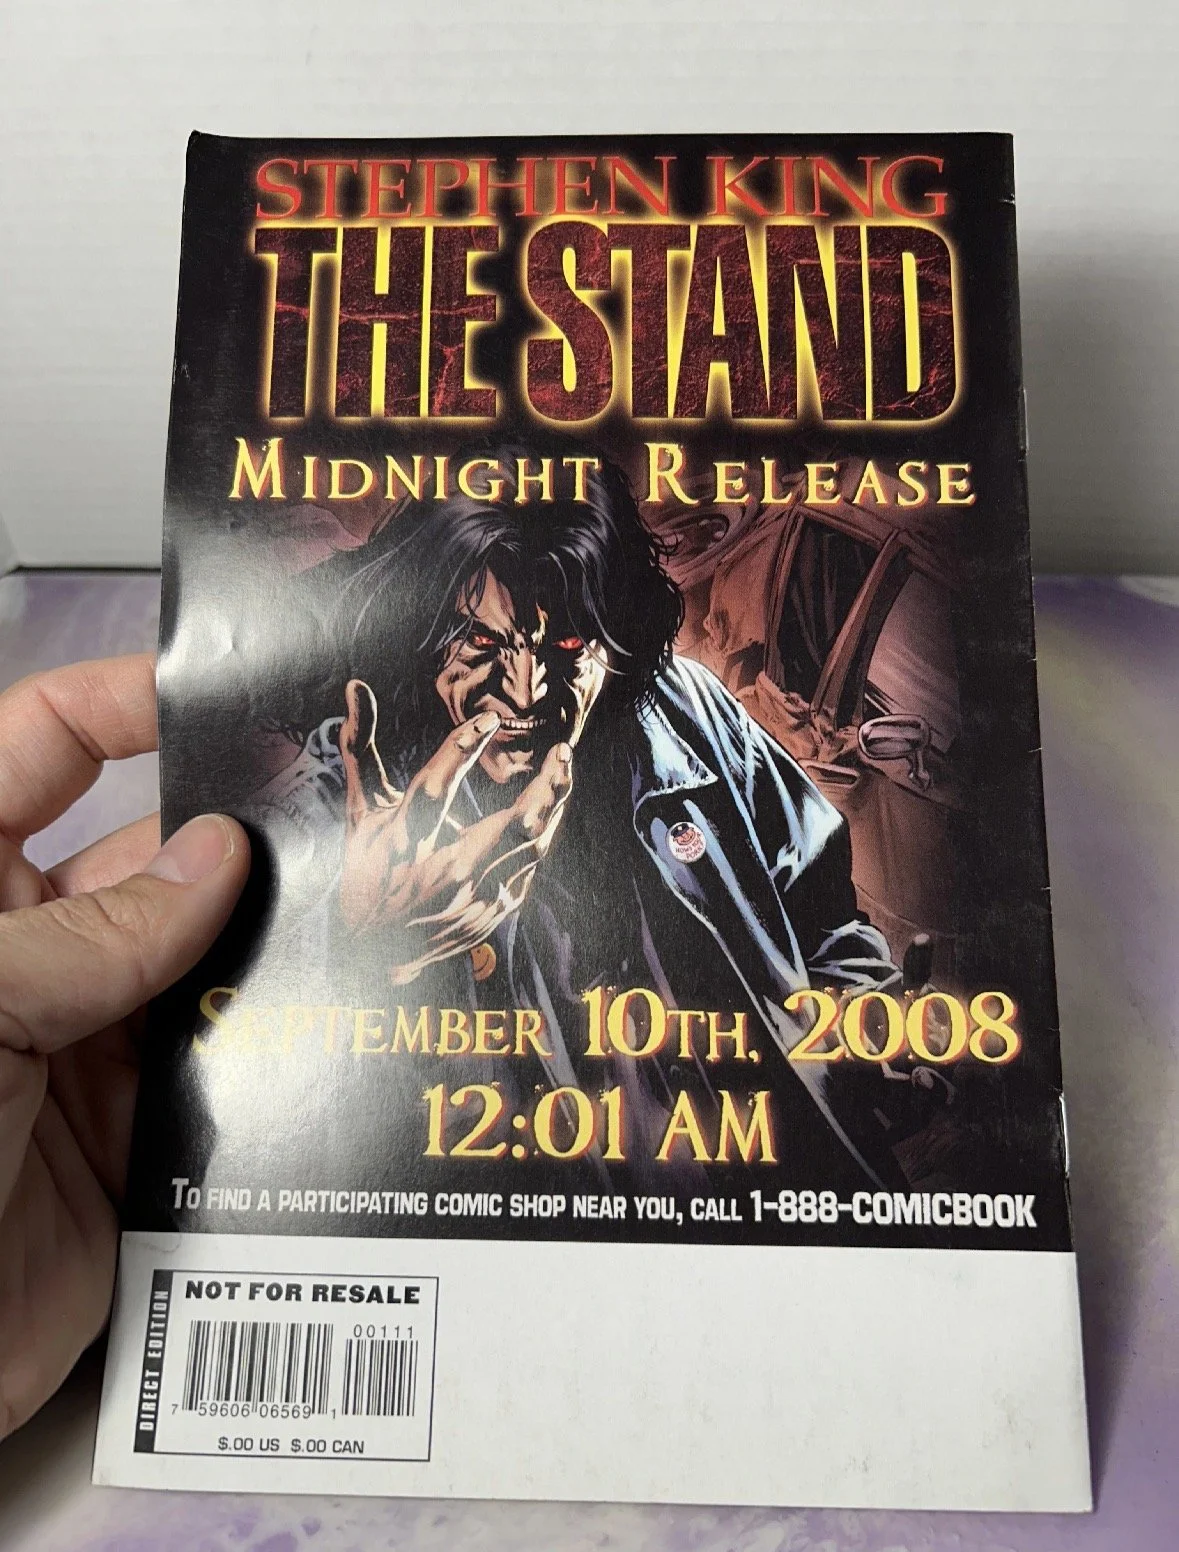 STEPHEN KING
THE STAND
MIDNIGHT RELEASE
SEPTEMBER 10TH, 2008
12:01 AM
TO FIND A PARTICIPATING COMIC SHOP NEAR YOU, CALL 1-888-COMICBOOK
DIRECT EDITION
NOT FOR RESALE
00111
7 59606 06569 1
$.00 US $.00 CAN